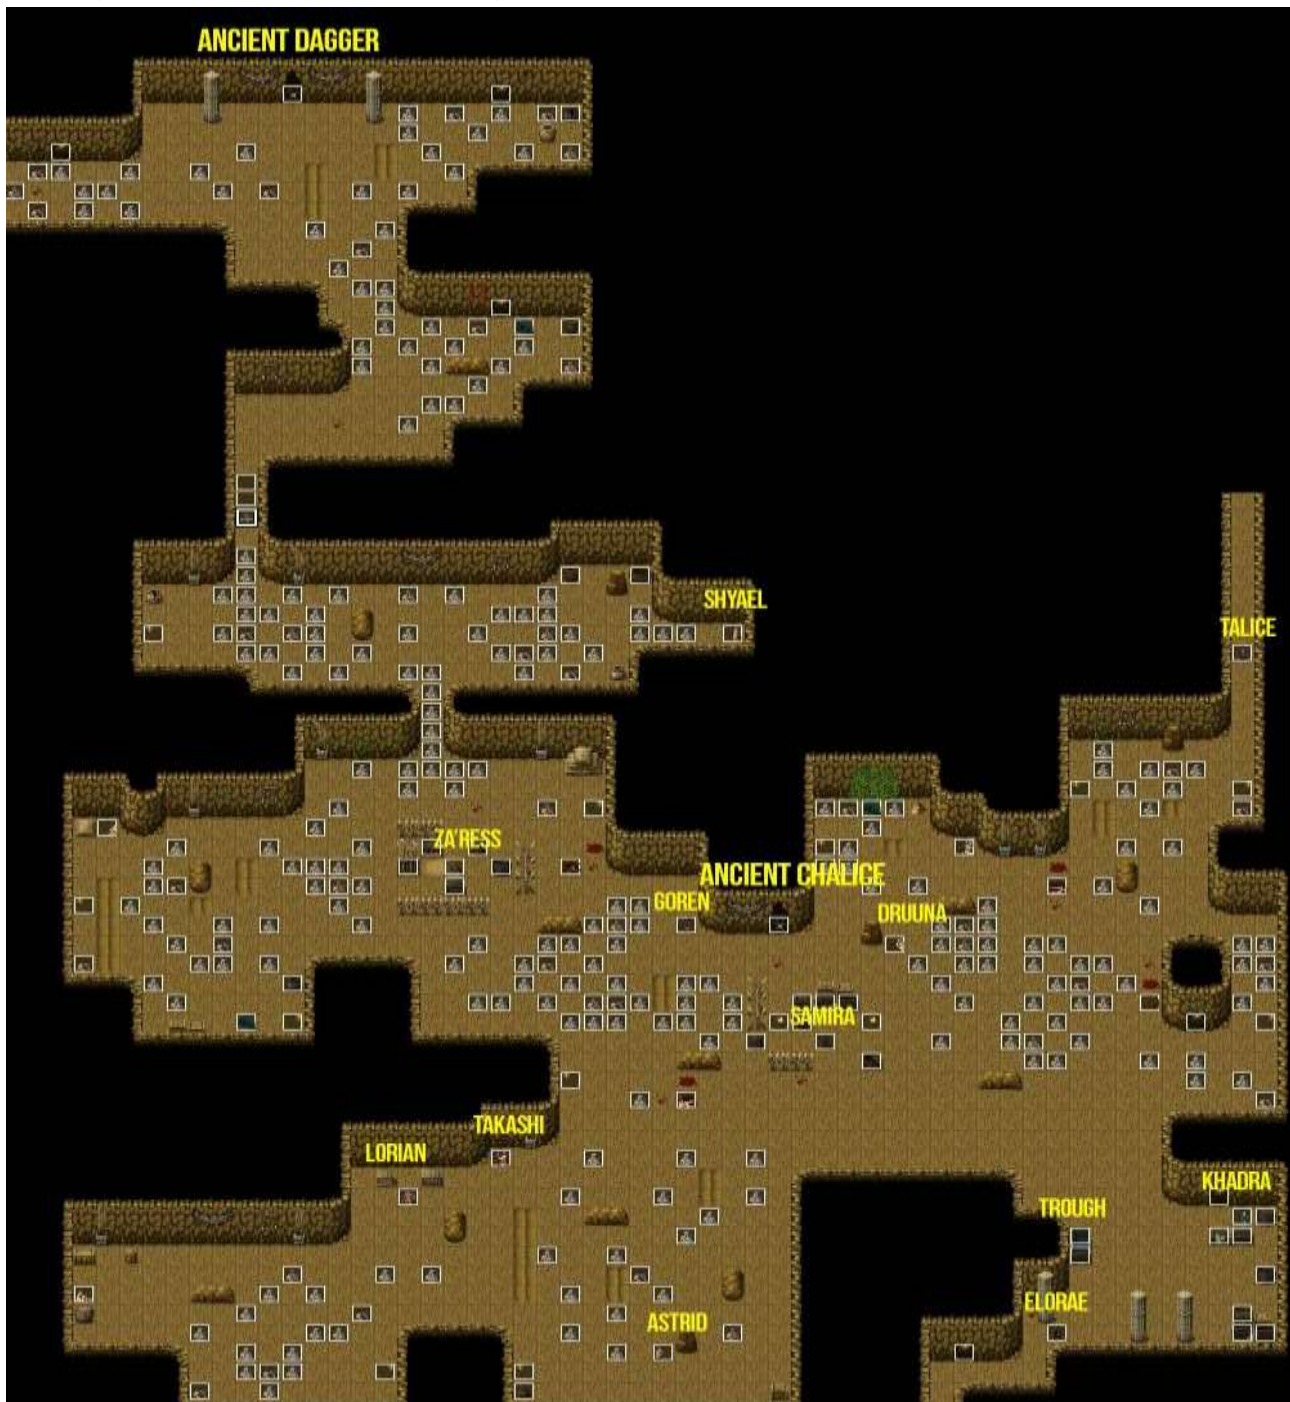 ANCIENT DAGGER
SHYAEL
TALICE
ZA'RESS
ANCIENT CHALICE
GOREN
DRUUNA
SAMIRA
TAKASHI
LORIAN
KHADRA
TROUGH
ELORAE
ASTRID